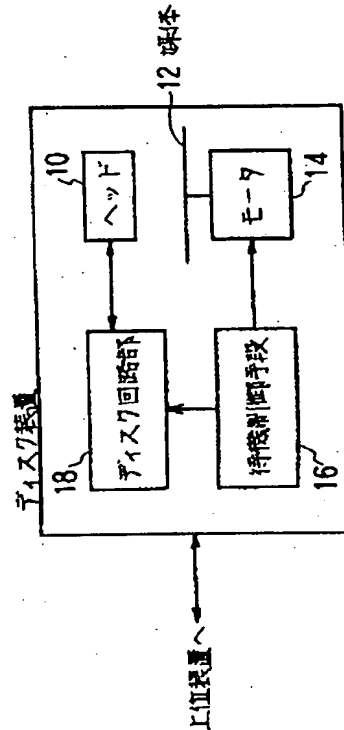 ディスク装置
18
ディスク回路部
10
ヘッド
12 媒体
待機制御手段
16
モータ
14
上位装置へ